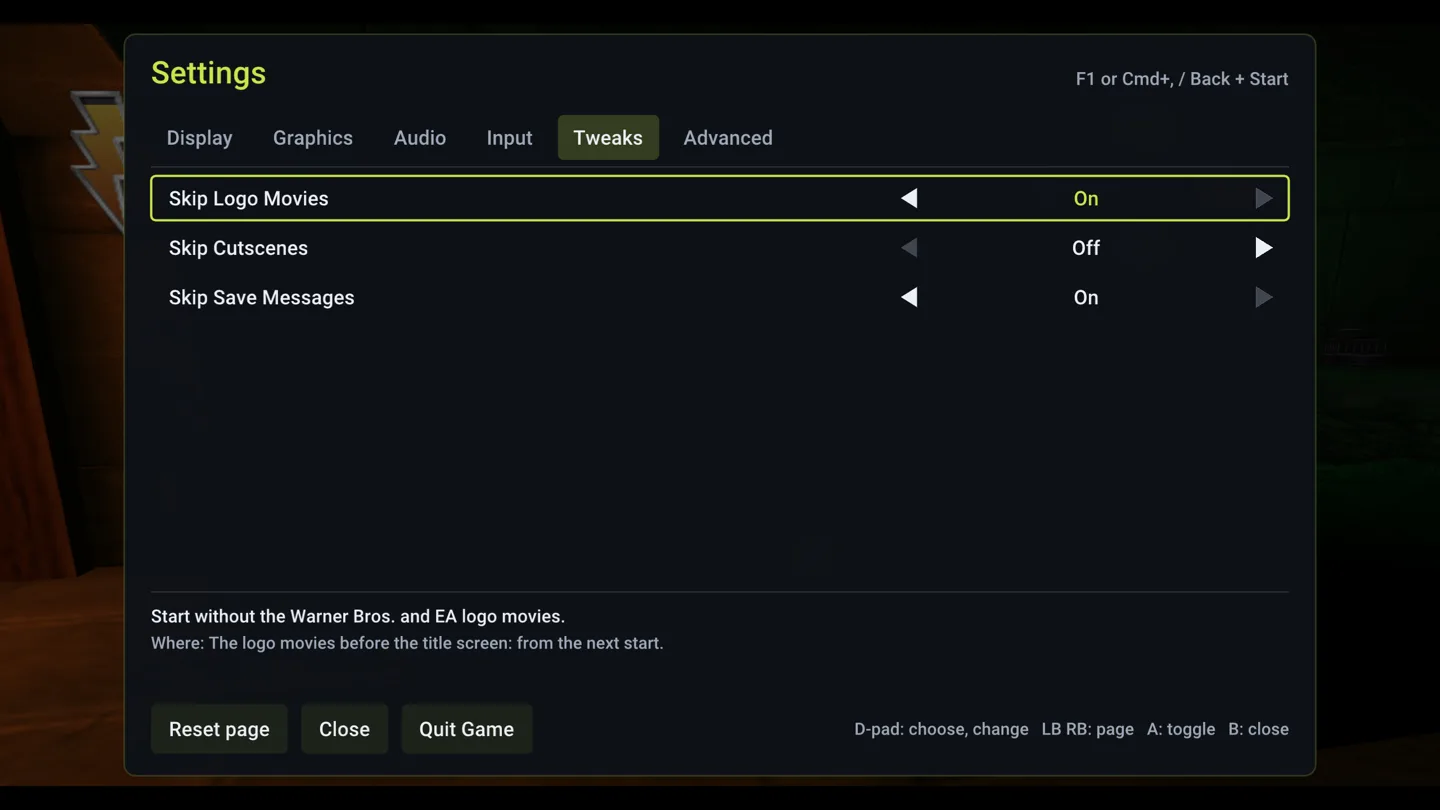 Settings
F1 or Cmd+, / Back + Start
Display Graphics Audio Input Tweaks Advanced
Skip Logo Movies On
Skip Cutscenes Off
Skip Save Messages On
Start without the Warner Bros. and EA logo movies.
Where: The logo movies before the title screen: from the next start.
Reset page Close Quit Game
D-pad: choose, change LB RB: page A: toggle B: close